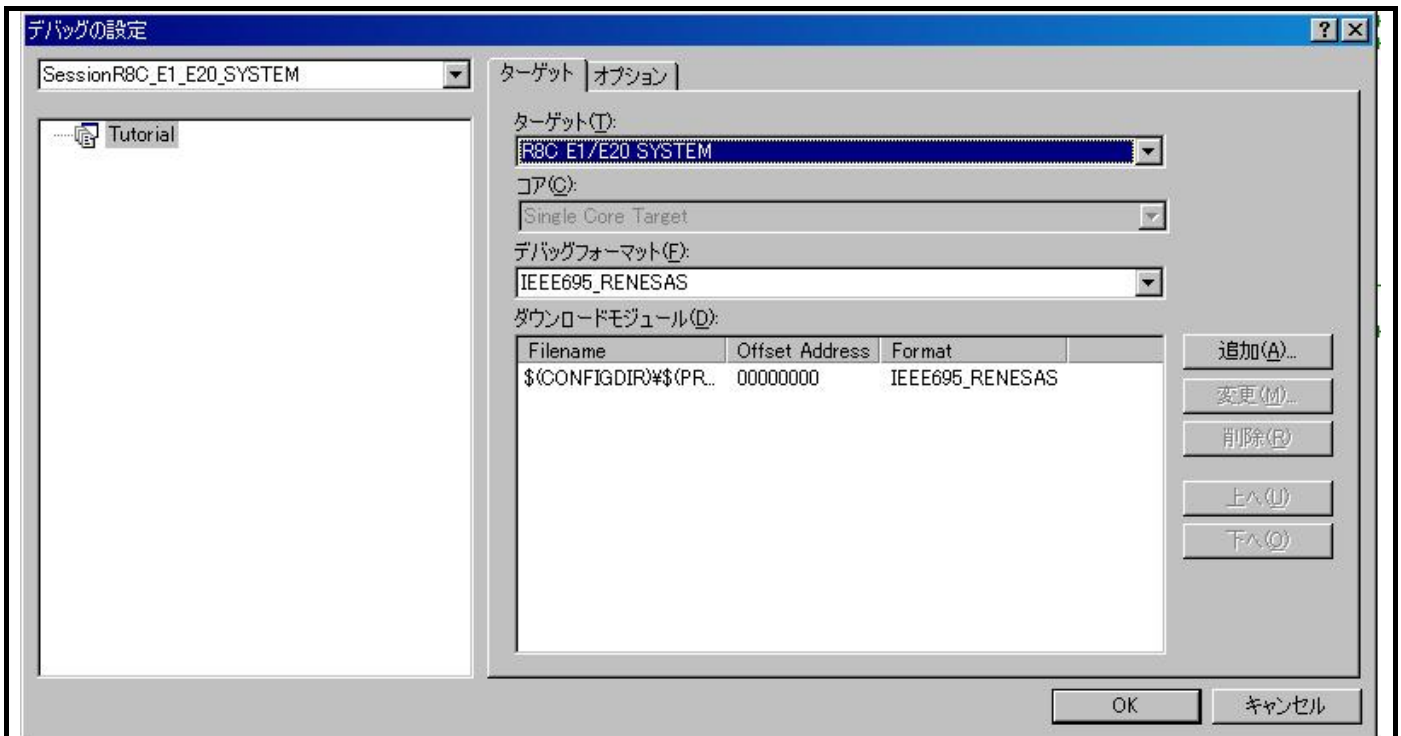 デバッグの設定
SessionR8C_E1_E20_SYSTEM
Tutorial
ターゲット
オプション
ターゲット(T):
R8C E1/E20 SYSTEM
コア(C):
Single Core Target
デバッグフォーマット(F):
IEEE695_RENESAS
ダウンロードモジュール(D):
Filename Offset Address Format
$(CONFIGDIR)¥$(PR... 00000000 IEEE695_RENESAS
追加(A)...
変更(M)...
削除(R)
上へ(U)
下へ(O)
OK
キャンセル